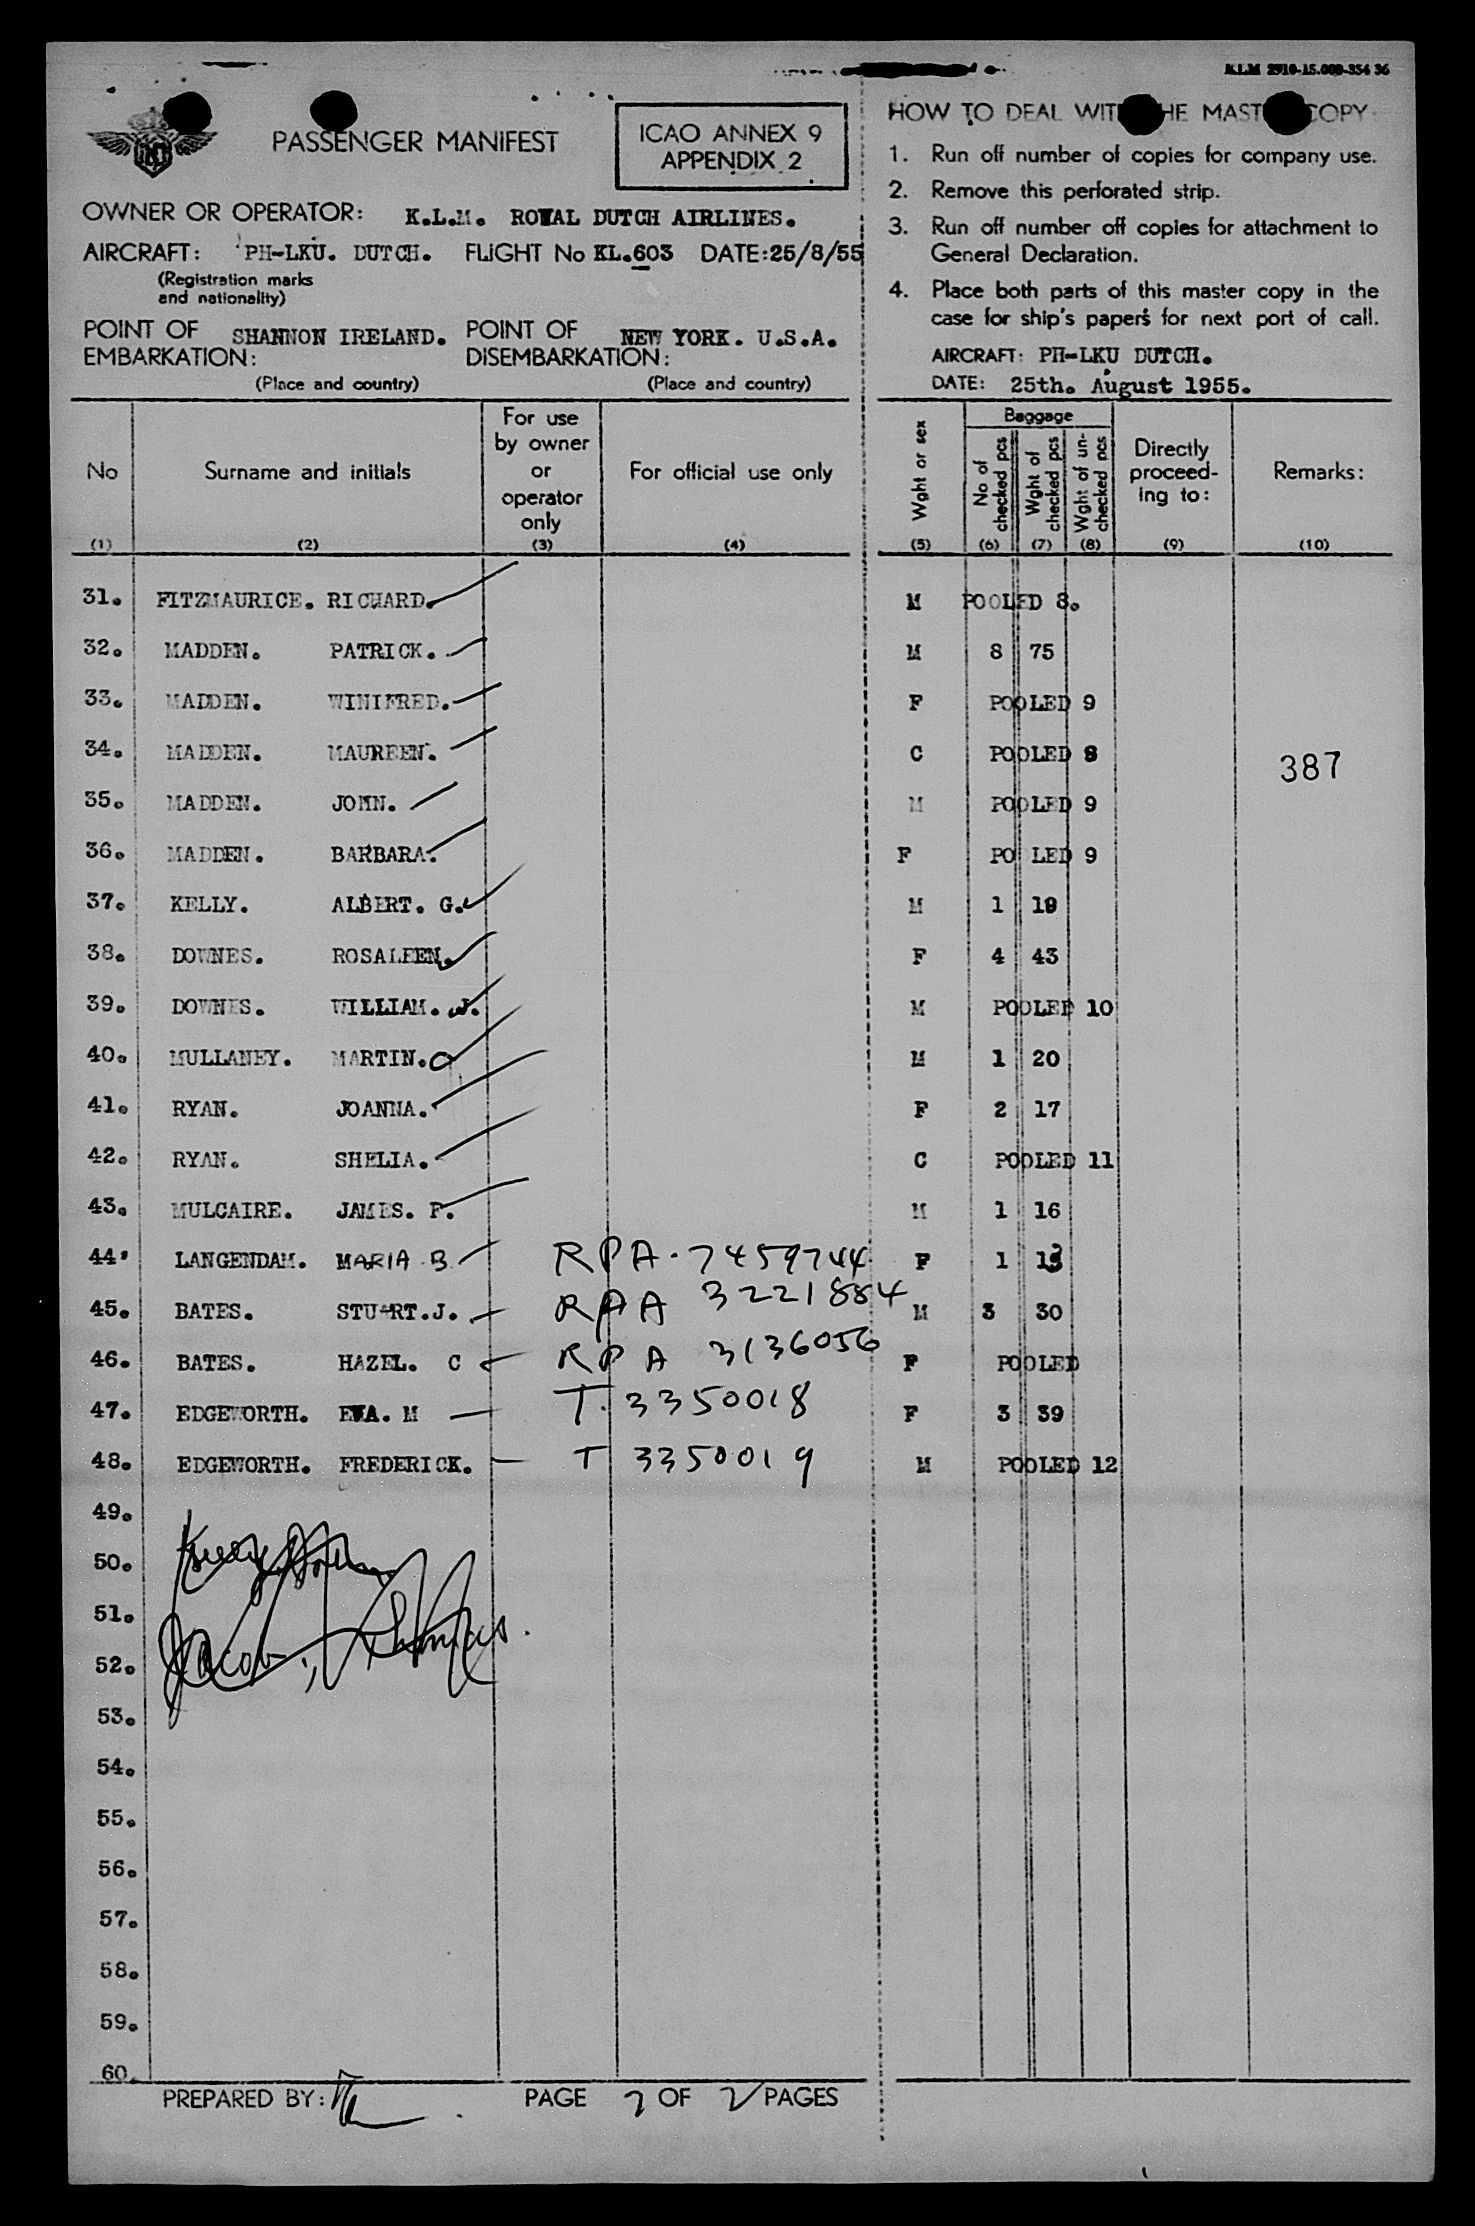 KLM 2910-15.000-354 36
PASSENGER MANIFEST
ICAO ANNEX 9
APPENDIX 2
OWNER OR OPERATOR: K.L.M. ROYAL DUTCH AIRLINES.
AIRCRAFT: PH-LKU. DUTCH. FLIGHT No KL.603 DATE:25/8/55
(Registration marks
and nationality)
POINT OF EMBARKATION: SHANNON IRELAND. POINT OF DISEMBARKATION: NEW YORK. U.S.A.
(Place and country) (Place and country)
HOW TO DEAL WITH THE MASTER COPY
1. Run off number of copies for company use.
2. Remove this perforated strip.
3. Run off number off copies for attachment to
General Declaration.
4. Place both parts of this master copy in the
case for ship's papers for next port of call.
AIRCRAFT: PH-LKU DUTCH.
DATE: 25th. August 1955.
No Surname and initials For use by owner or operator only For official use only Wght or sex Baggage No of checked pcs Wght of checked pcs Wght of unchecked pcs Directly proceeding to: Remarks:
(1) (2) (3) (4) (5) (6) (7) (8) (9) (10)
31. FITZMAURICE. RICHARD. M POOLED 8.
32. MADDEN. PATRICK. M 8 75
33. MADDEN. WINIFRED. F POOLED 9
34. MADDEN. MAUREEN. C POOLED 9
387
35. MADDEN. JOHN. M POOLED 9
36. MADDEN. BARBARA. F PO LED 9
37. KELLY. ALBERT. G. M 1 19
38. DOWNES. ROSALEEN. F 4 43
39. DOWNES. WILLIAM. J. M POOLED 10
40. MULLANEY. MARTIN. M 1 20
41. RYAN. JOANNA. F 2 17
42. RYAN. SHELIA. C POOLED 11
43. MULCAIRE. JAMES. P. M 1 16
44. LANGENDAM. MARIA B RPA. 7459744 F 1
45. BATES. STUART.J. RPA 3221884 M 3 30
46. BATES. HAZEL. C RPA 3136056 F POOLED
47. EDGEWORTH. EVA. M T. 3350018 F 3 39
48. EDGEWORTH. FREDERICK. T 3350019 M POOLED 12
49.
50.
51.
52.
53.
54.
55.
56.
57.
58.
59.
60.
PREPARED BY: PAGE 2 OF 2 PAGES